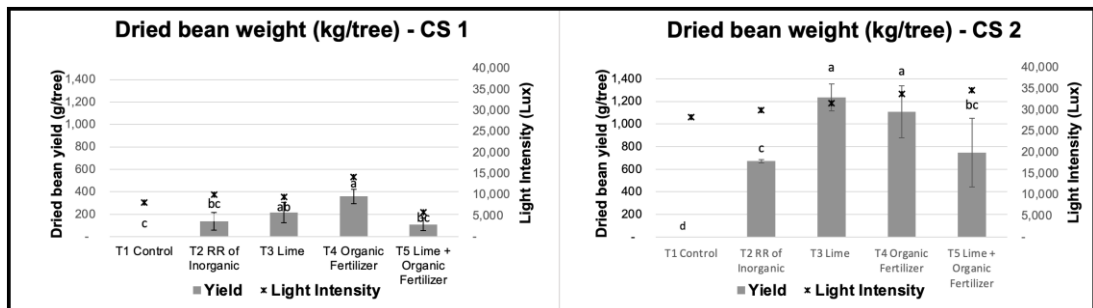 Dried bean weight (kg/tree) - CS 1
Dried bean yield (g/tree)
1,400
1,200
1,000
800
600
400
200
-
40,000
35,000
30,000
25,000
20,000
15,000
10,000
5,000
-
Light Intensity (Lux)
c
bc
ab
a
bc
T1 Control
T2 RR of Inorganic
T3 Lime
T4 Organic Fertilizer
T5 Lime + Organic Fertilizer
Yield
Light Intensity
Dried bean weight (kg/tree) - CS 2
Dried bean yield (g/tree)
1,400
1,200
1,000
800
600
400
200
-
40,000
35,000
30,000
25,000
20,000
15,000
10,000
5,000
-
Light Intensity (Lux)
d
c
a
a
bc
T1 Control
T2 RR of Inorganic
T3 Lime
T4 Organic Fertilizer
T5 Lime + Organic Fertilizer
Yield
Light Intensity